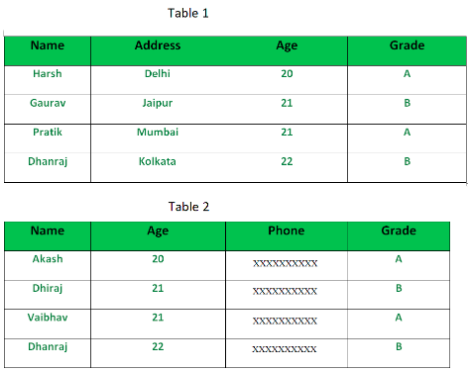 Table 1
Name Address Age Grade
Harsh Delhi 20 A
Gaurav Jaipur 21 B
Pratik Mumbai 21 A
Dhanraj Kolkata 22 B
Table 2
Name Age Phone Grade
Akash 20 xxxxxxxxxx A
Dhiraj 21 xxxxxxxxxx B
Vaibhav 21 xxxxxxxxxx A
Dhanraj 22 xxxxxxxxxx B